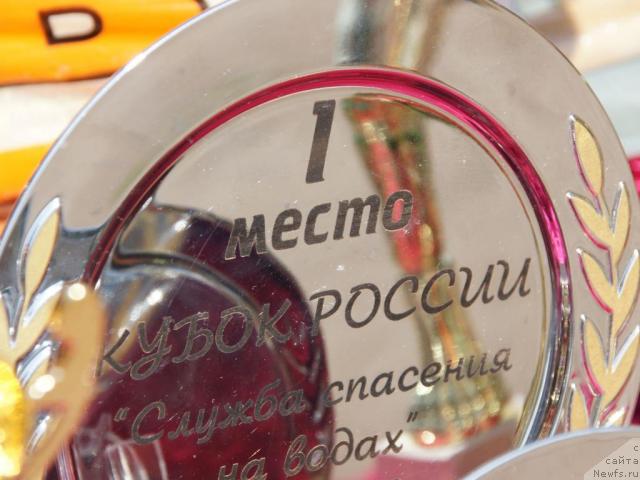 D
1
место
КУБОК РОССИИ
"Служба спасения
на водах"
с
сайта
Newfs.ru